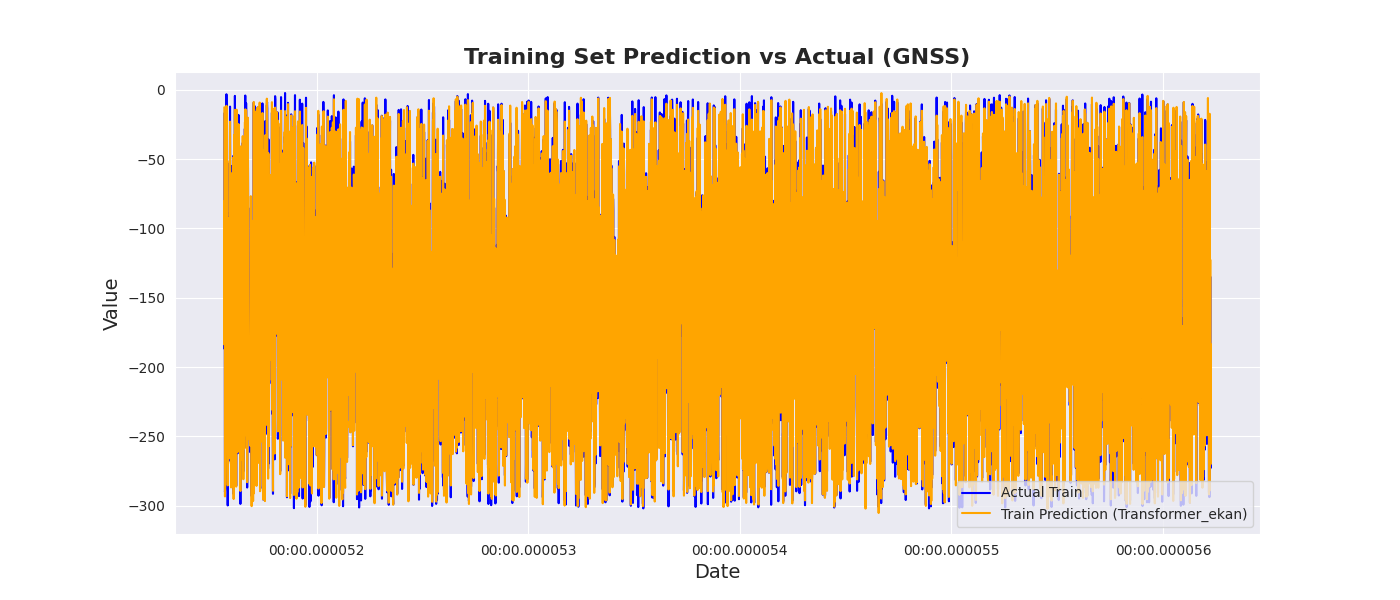 Training Set Prediction vs Actual (GNSS)
Value
0
−50
−100
−150
−200
−250
−300
Actual Train
Train Prediction (Transformer_ekan)
00:00.000052
00:00.000053
00:00.000054
00:00.000055
00:00.000056
Date